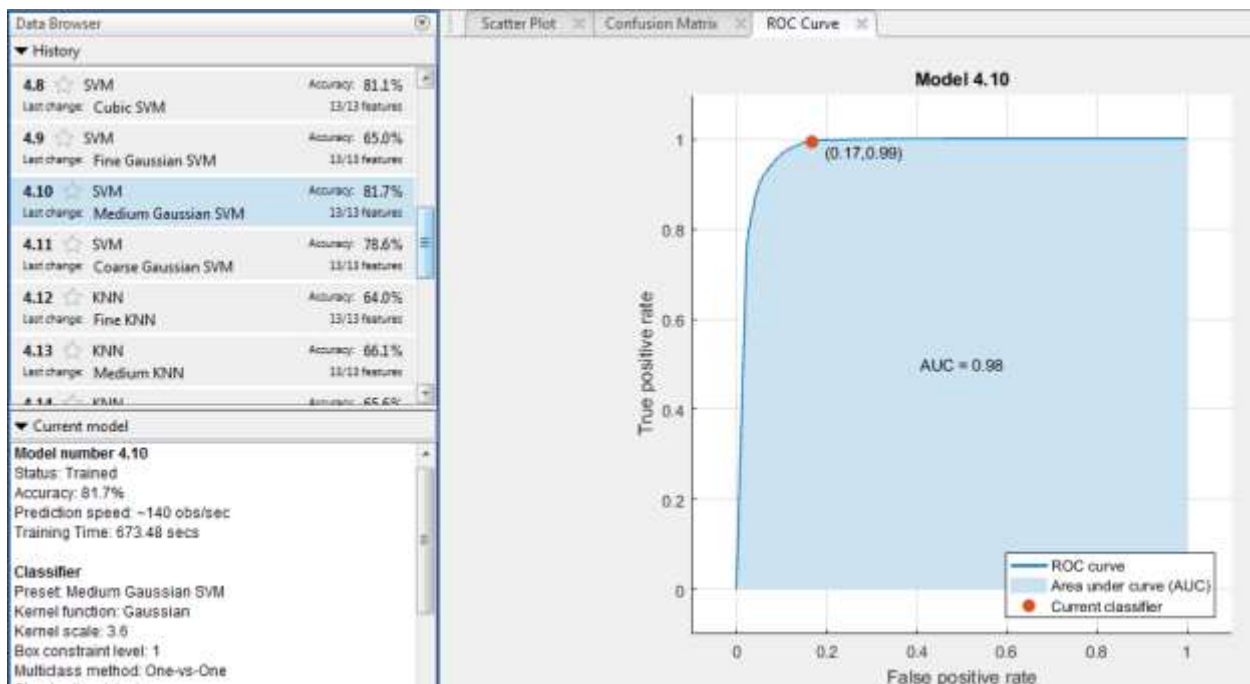 Data Browser
History
4.8 SVM Accuracy: 81.1%
Last change: Cubic SVM 13/13 features
4.9 SVM Accuracy: 65.0%
Last change: Fine Gaussian SVM 13/13 features
4.10 SVM Accuracy: 81.7%
Last change: Medium Gaussian SVM 13/13 features
4.11 SVM Accuracy: 78.6%
Last change: Coarse Gaussian SVM 13/13 features
4.12 KNN Accuracy: 64.0%
Last change: Fine KNN 13/13 features
4.13 KNN Accuracy: 66.1%
Last change: Medium KNN 13/13 features
4.14 KNN Accuracy: 65.6%
Current model
Model number 4.10
Status: Trained
Accuracy: 81.7%
Prediction speed: ~140 obs/sec
Training Time: 673.48 secs
Classifier
Preset: Medium Gaussian SVM
Kernel function: Gaussian
Kernel scale: 3.6
Box constraint level: 1
Multiclass method: One-vs-One
Scatter Plot Confusion Matrix ROC Curve
Model 4.10
1
0.8
0.6
0.4
0.2
0
True positive rate
(0.17,0.99)
AUC = 0.98
ROC curve
Area under curve (AUC)
Current classifier
0 0.2 0.4 0.6 0.8 1
False positive rate